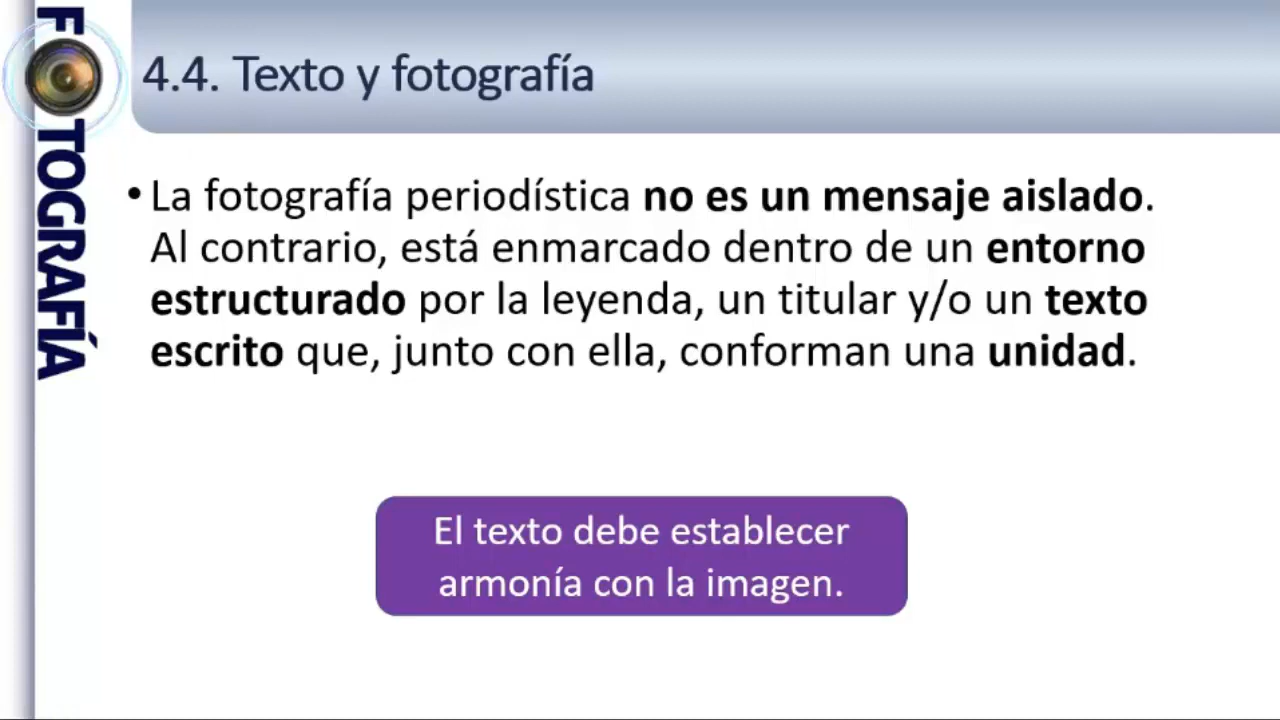 FOTOGRAFÍA
4.4. Texto y fotografía
• La fotografía periodística no es un mensaje aislado.
Al contrario, está enmarcado dentro de un entorno
estructurado por la leyenda, un titular y/o un texto
escrito que, junto con ella, conforman una unidad.
El texto debe establecer
armonía con la imagen.